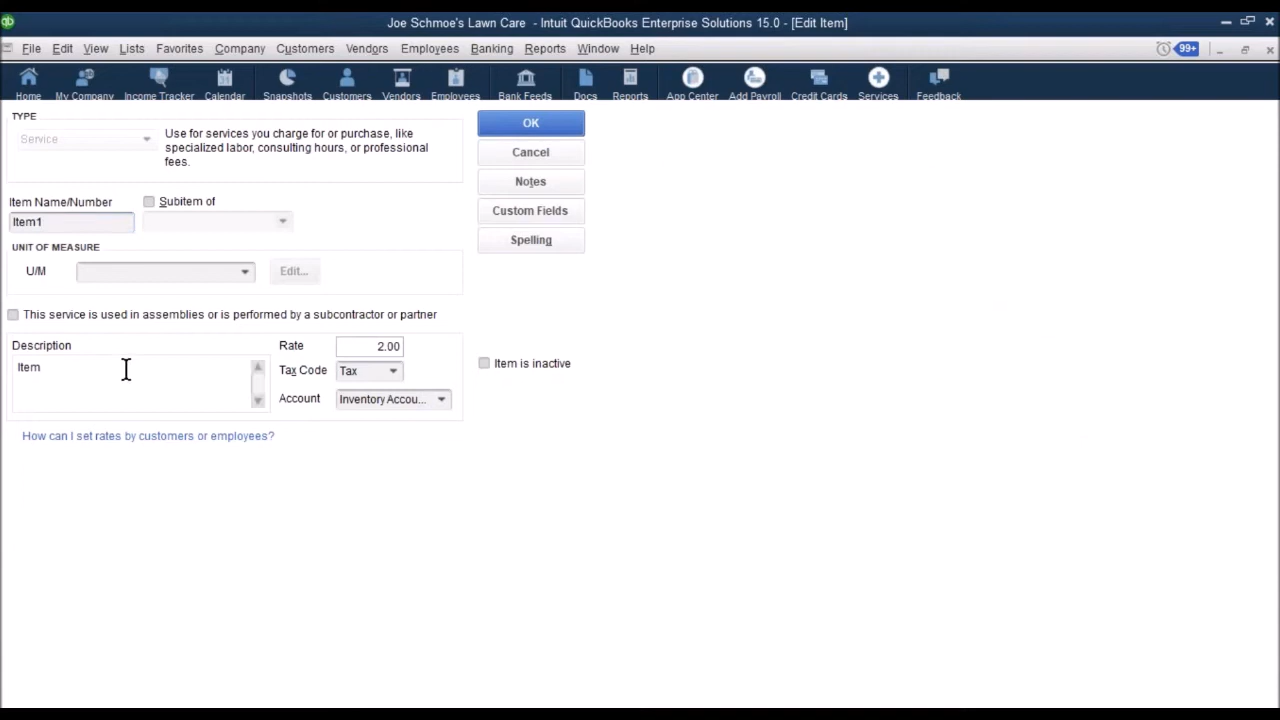 Joe Schmoe's Lawn Care - Intuit QuickBooks Enterprise Solutions 15.0 - [Edit Item]
File Edit View Lists Favorites Company Customers Vendors Employees Banking Reports Window Help 99+
Home My Company Income Tracker Calendar Snapshots Customers Vendors Employees Bank Feeds Docs Reports App Center Add Payroll Credit Cards Services Feedback
TYPE
Service
Use for services you charge for or purchase, like
specialized labor, consulting hours, or professional
fees.
OK
Cancel
Notes
Custom Fields
Spelling
Item Name/Number Subitem of
Item1
UNIT OF MEASURE
U/M Edit...
This service is used in assemblies or is performed by a subcontractor or partner
Description
Item
Rate 2.00
Tax Code Tax
Account Inventory Accou...
Item is inactive
How can I set rates by customers or employees?